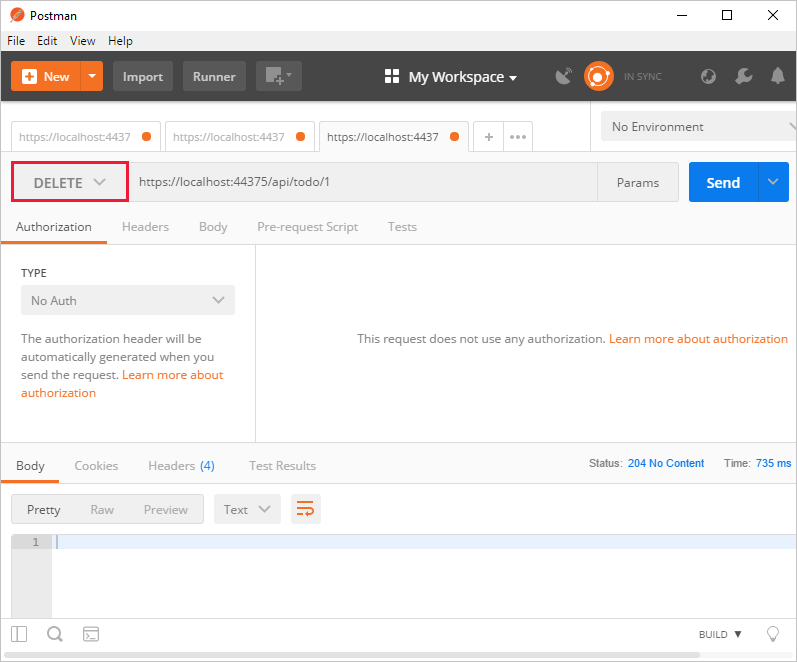 Postman
File Edit View Help
New Import Runner My Workspace IN SYNC
https://localhost:4437 https://localhost:4437 https://localhost:4437 + ••• No Environment
DELETE https://localhost:44375/api/todo/1 Params Send
Authorization Headers Body Pre-request Script Tests
TYPE
No Auth
The authorization header will be
automatically generated when you
send the request. Learn more about
authorization
This request does not use any authorization. Learn more about authorization
Body Cookies Headers (4) Test Results Status: 204 No Content Time: 735 ms
Pretty Raw Preview Text
1
BUILD ▼